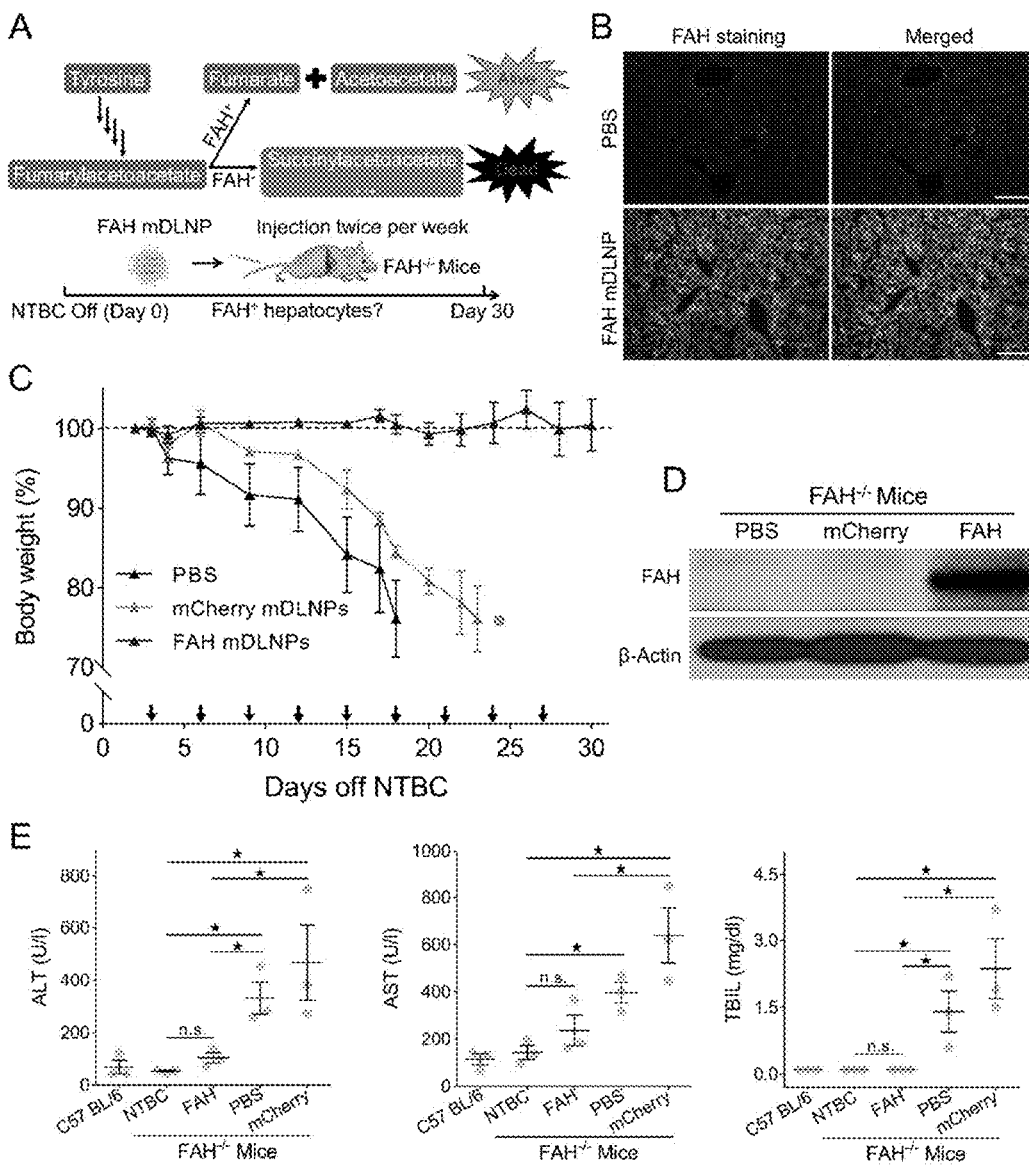 A
Tyrosine
Fumarate + Acetoacetate
FAH⁺
Fumarylacetoacetate
FAH⁻
Succinylacetoacetate
...
Dead
FAH mDLNP
Injection twice per week
FAH⁻/⁻ Mice
NTBC Off (Day 0)
FAH⁺ hepatocytes?
Day 30
B
FAH staining
Merged
PBS
FAH mDLNP
C
Body weight (%)
100
90
80
70
0
PBS
mCherry mDLNPs
FAH mDLNPs
0 5 10 15 20 25 30
Days off NTBC
D
FAH⁻/⁻ Mice
PBS mCherry FAH
FAH
β-Actin
E
ALT (U/l)
800
600
400
200
0
n.s.
C57 BL/6 NTBC FAH PBS mCherry
FAH⁻/⁻ Mice
AST (U/l)
1000
800
600
400
200
0
n.s.
C57 BL/6 NTBC FAH PBS mCherry
FAH⁻/⁻ Mice
TBIL (mg/dl)
4.5
3.0
1.5
0.0
n.s.
C57 BL/6 NTBC FAH PBS mCherry
FAH⁻/⁻ Mice